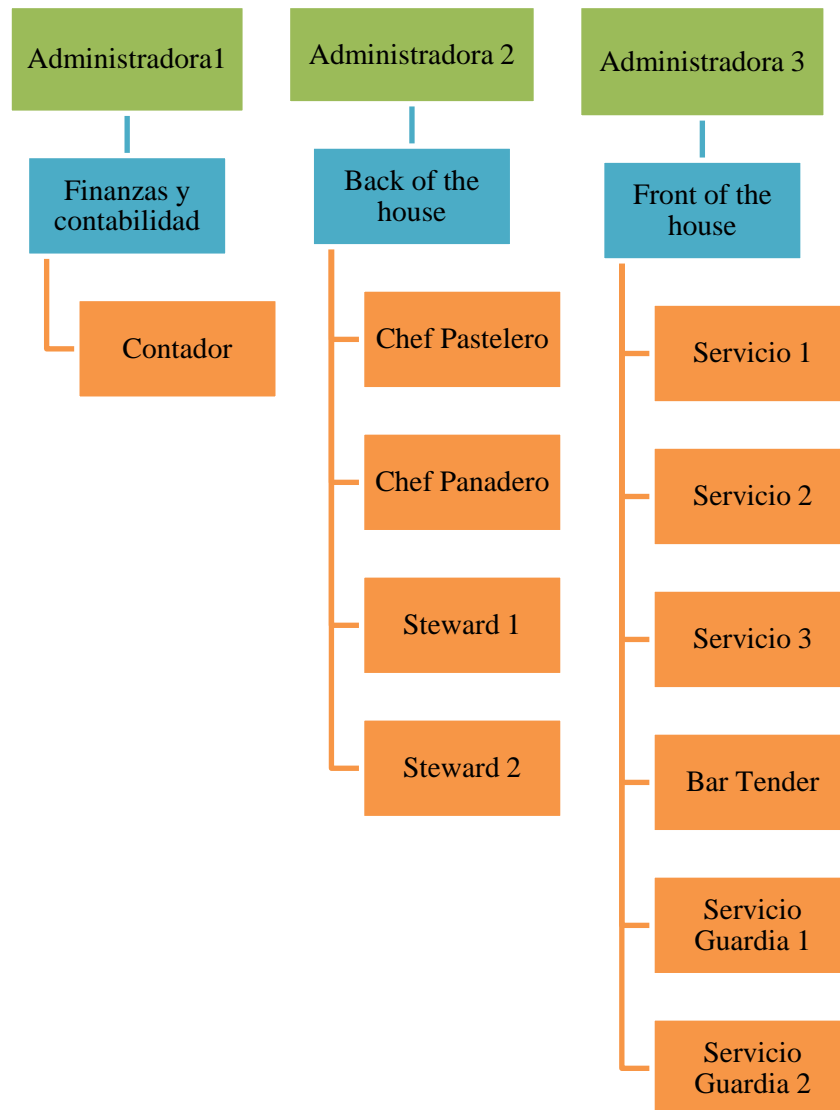 Administradora1
Administradora 2
Administradora 3
Finanzas y
contabilidad
Back of the
house
Front of the
house
Contador
Chef Pastelero
Chef Panadero
Steward 1
Steward 2
Servicio 1
Servicio 2
Servicio 3
Bar Tender
Servicio
Guardia 1
Servicio
Guardia 2